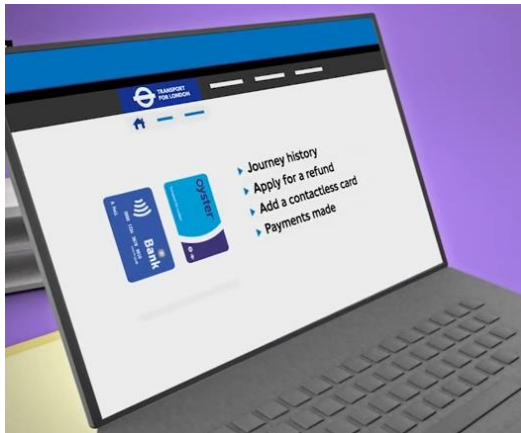 TRANSPORT
FOR LONDON
Journey history
Apply for a refund
Add a contactless card
Payments made
oyster
Bank